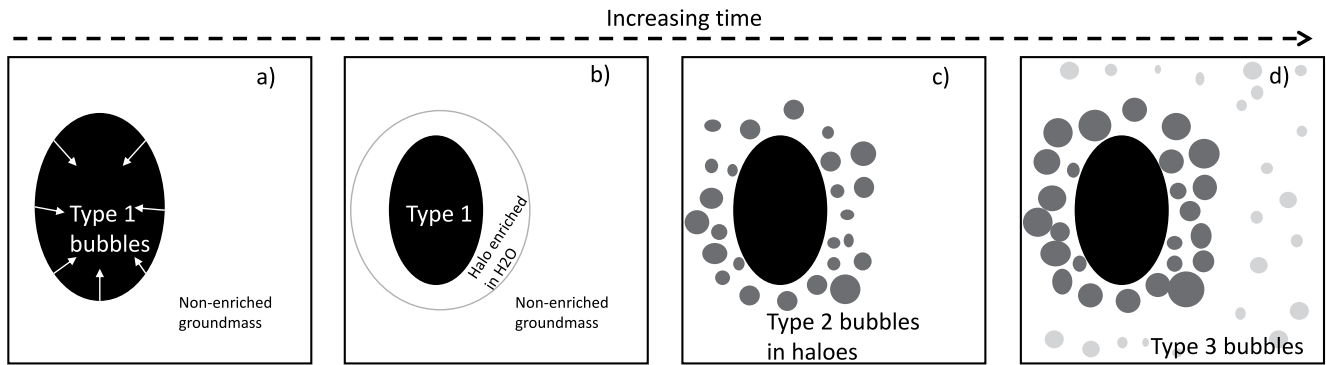 Increasing time
a)
Type 1
bubbles
Non-enriched
groundmass
b)
Type 1
Halo enriched
in H2O
Non-enriched
groundmass
c)
Type 2 bubbles
in haloes
d)
Type 3 bubbles